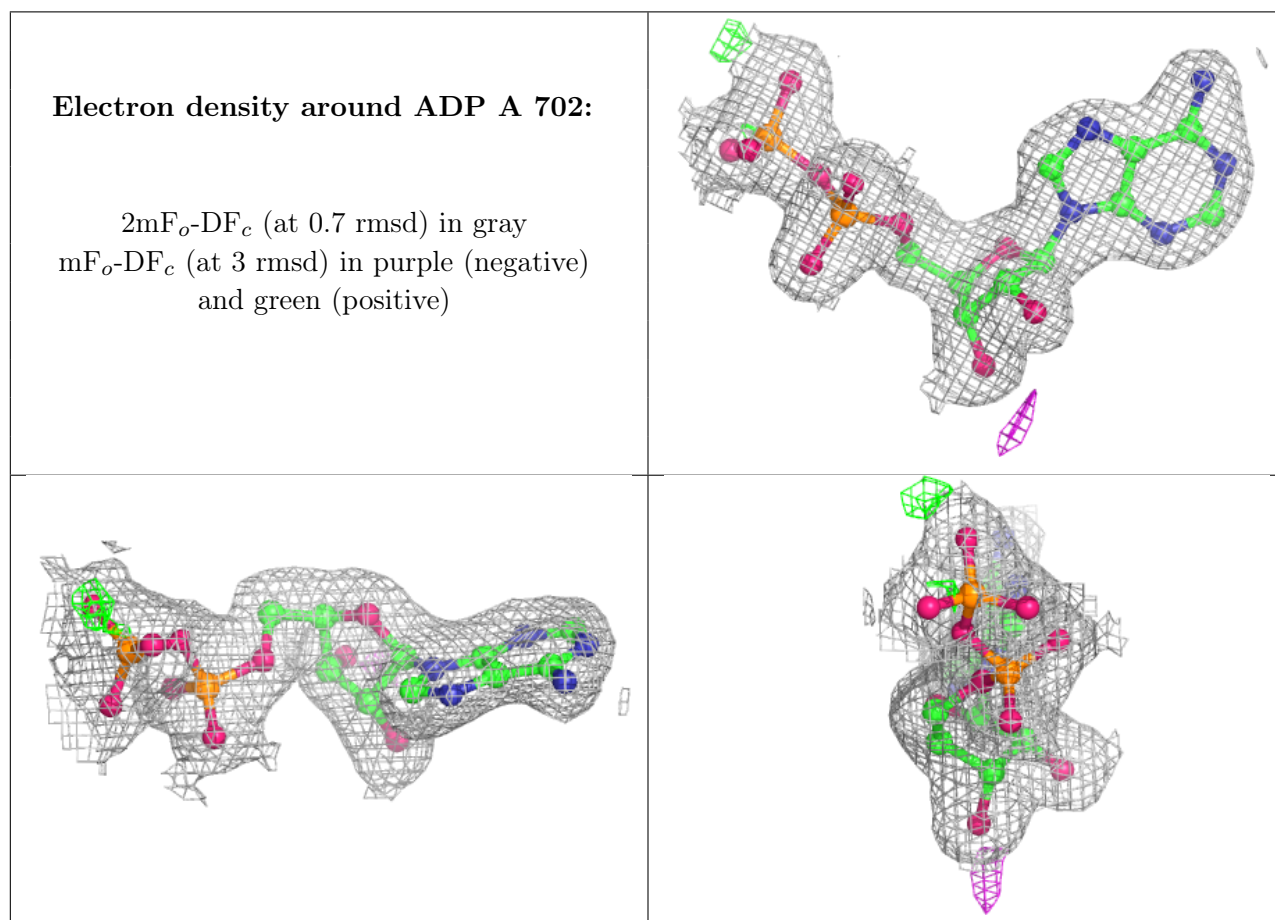 Electron density around ADP A 702:
2mFo-DFc (at 0.7 rmsd) in gray
mFo-DFc (at 3 rmsd) in purple (negative)
and green (positive)